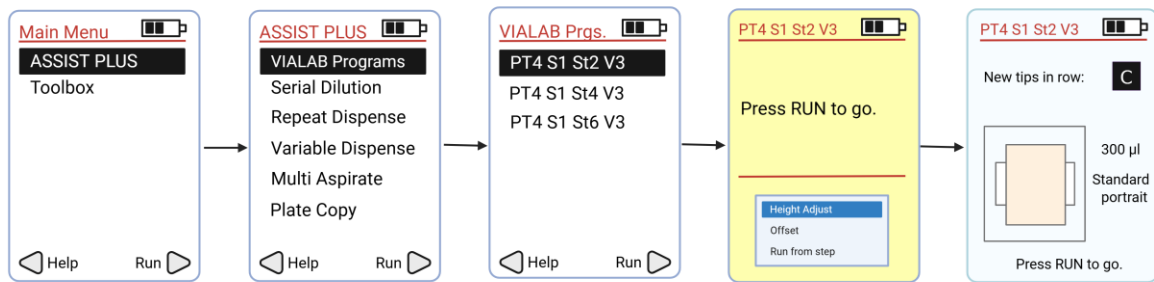 Main Menu
ASSIST PLUS
Toolbox
Help Run
ASSIST PLUS
VIALAB Programs
Serial Dilution
Repeat Dispense
Variable Dispense
Multi Aspirate
Plate Copy
Help Run
VIALAB Prgs.
PT4 S1 St2 V3
PT4 S1 St4 V3
PT4 S1 St6 V3
Help Run
PT4 S1 St2 V3
Press RUN to go.
Height Adjust
Offset
Run from step
PT4 S1 St2 V3
New tips in row: C
300 µl
Standard
portrait
Press RUN to go.